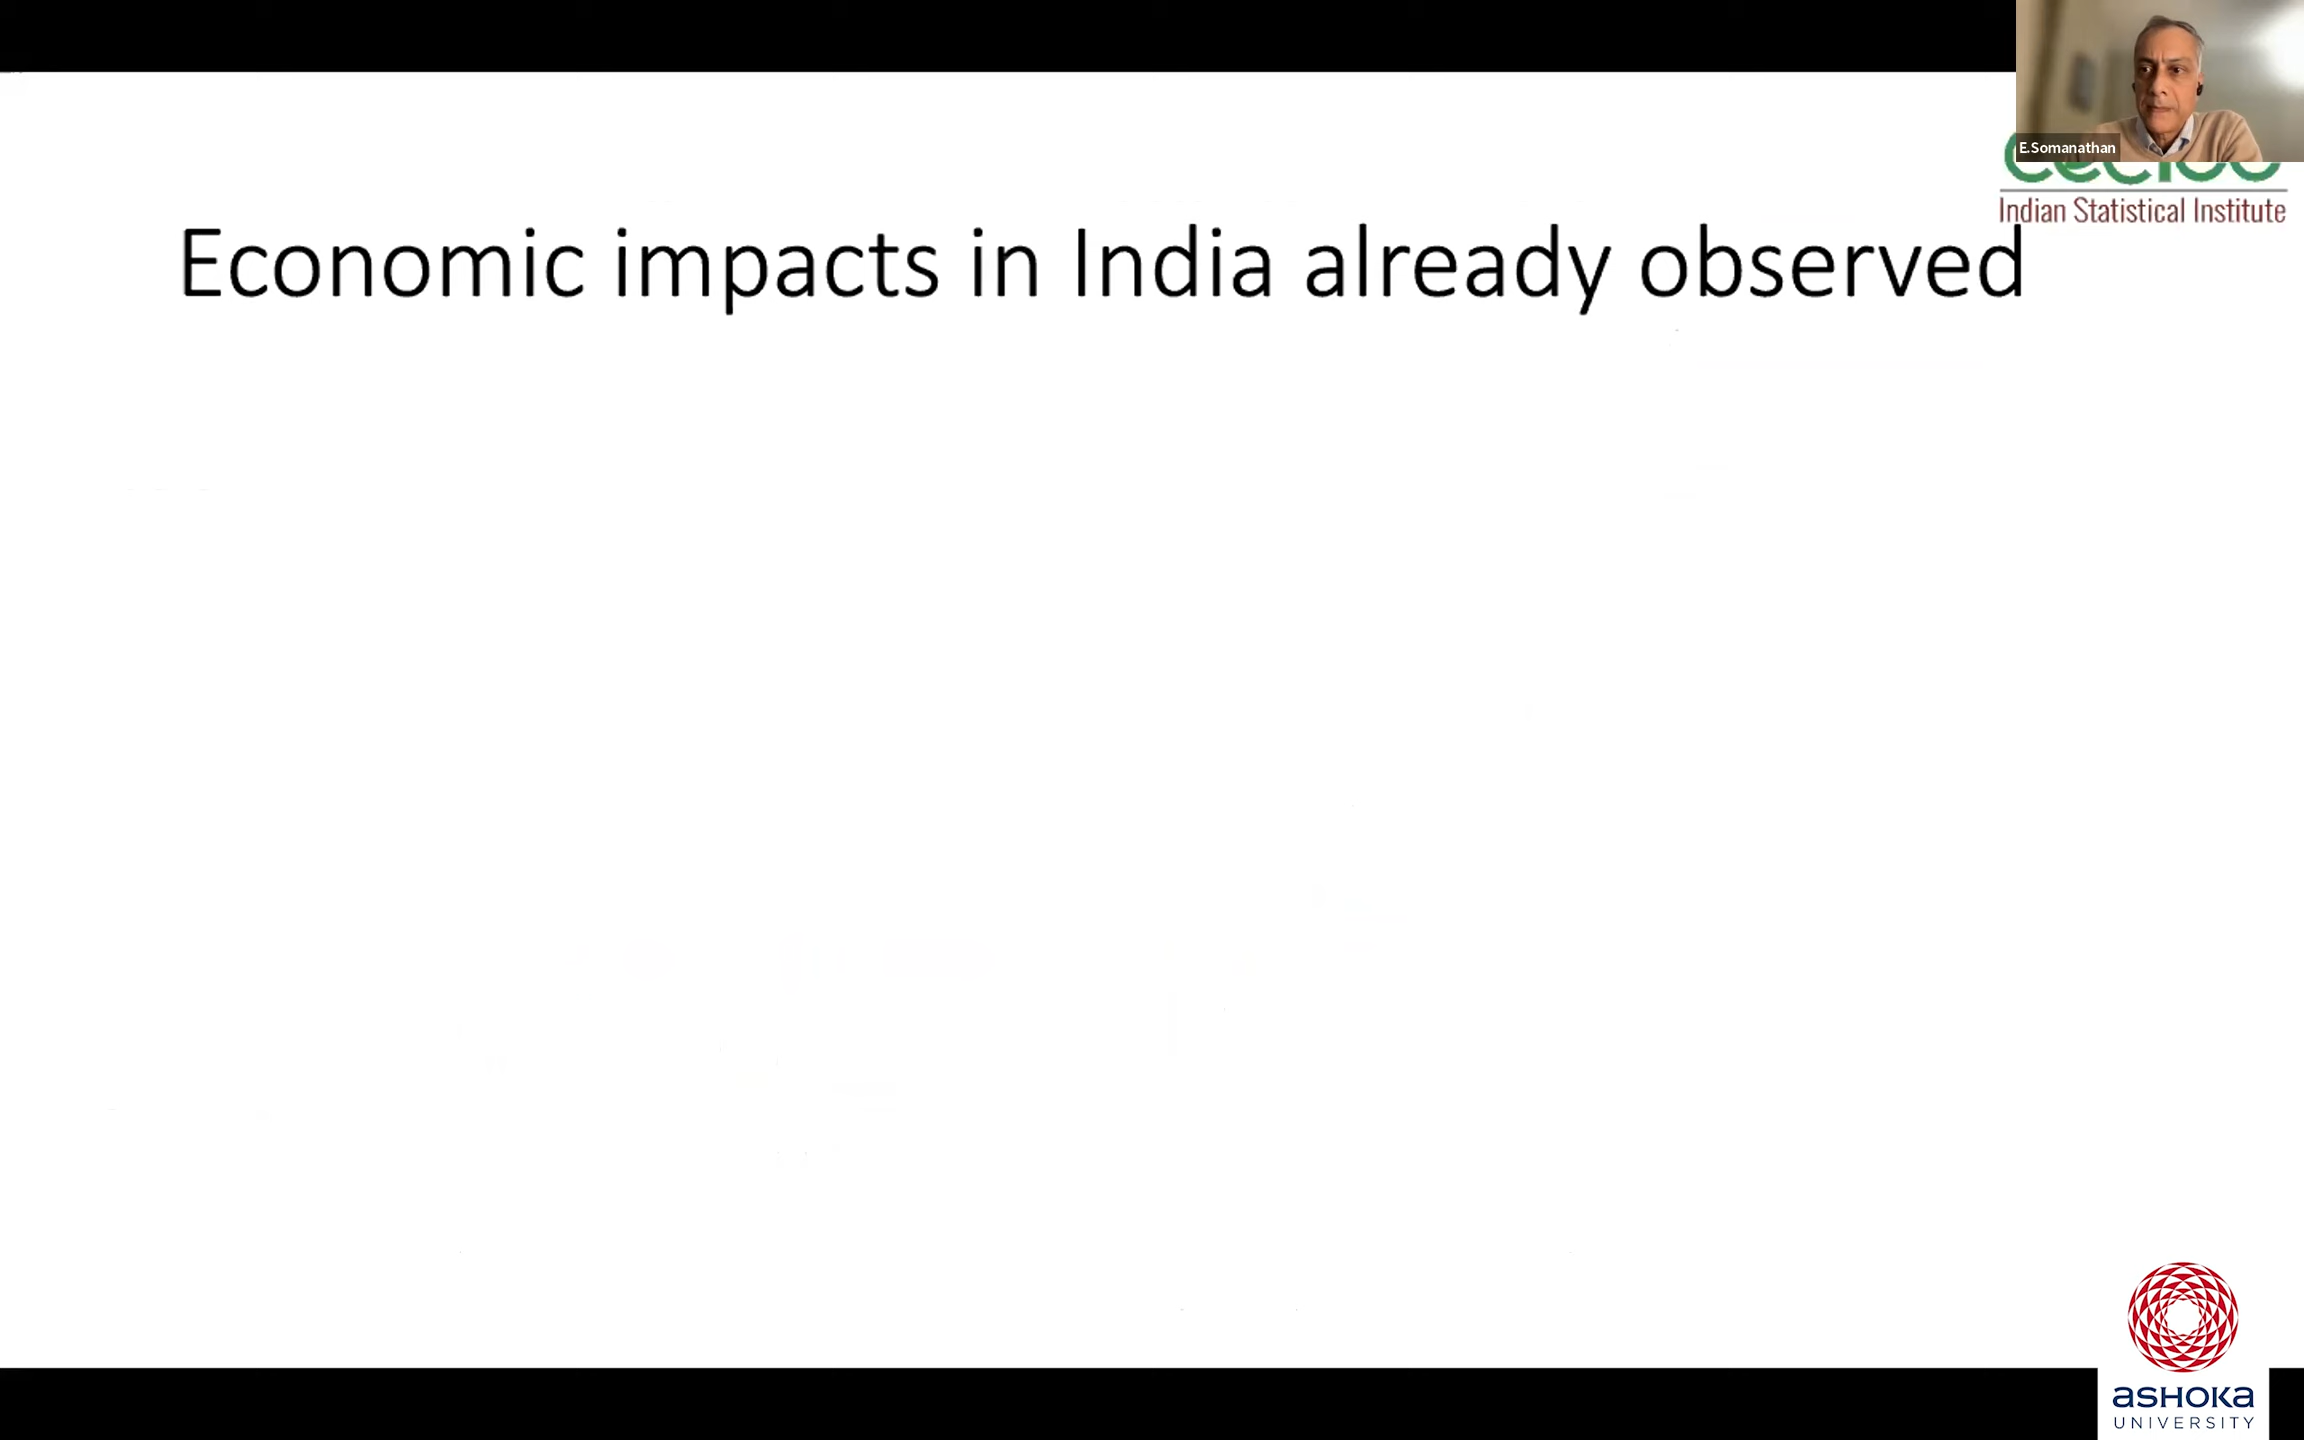 E.Somanathan
Indian Statistical Institute
Economic impacts in India already observed
ASHOKA
UNIVERSITY